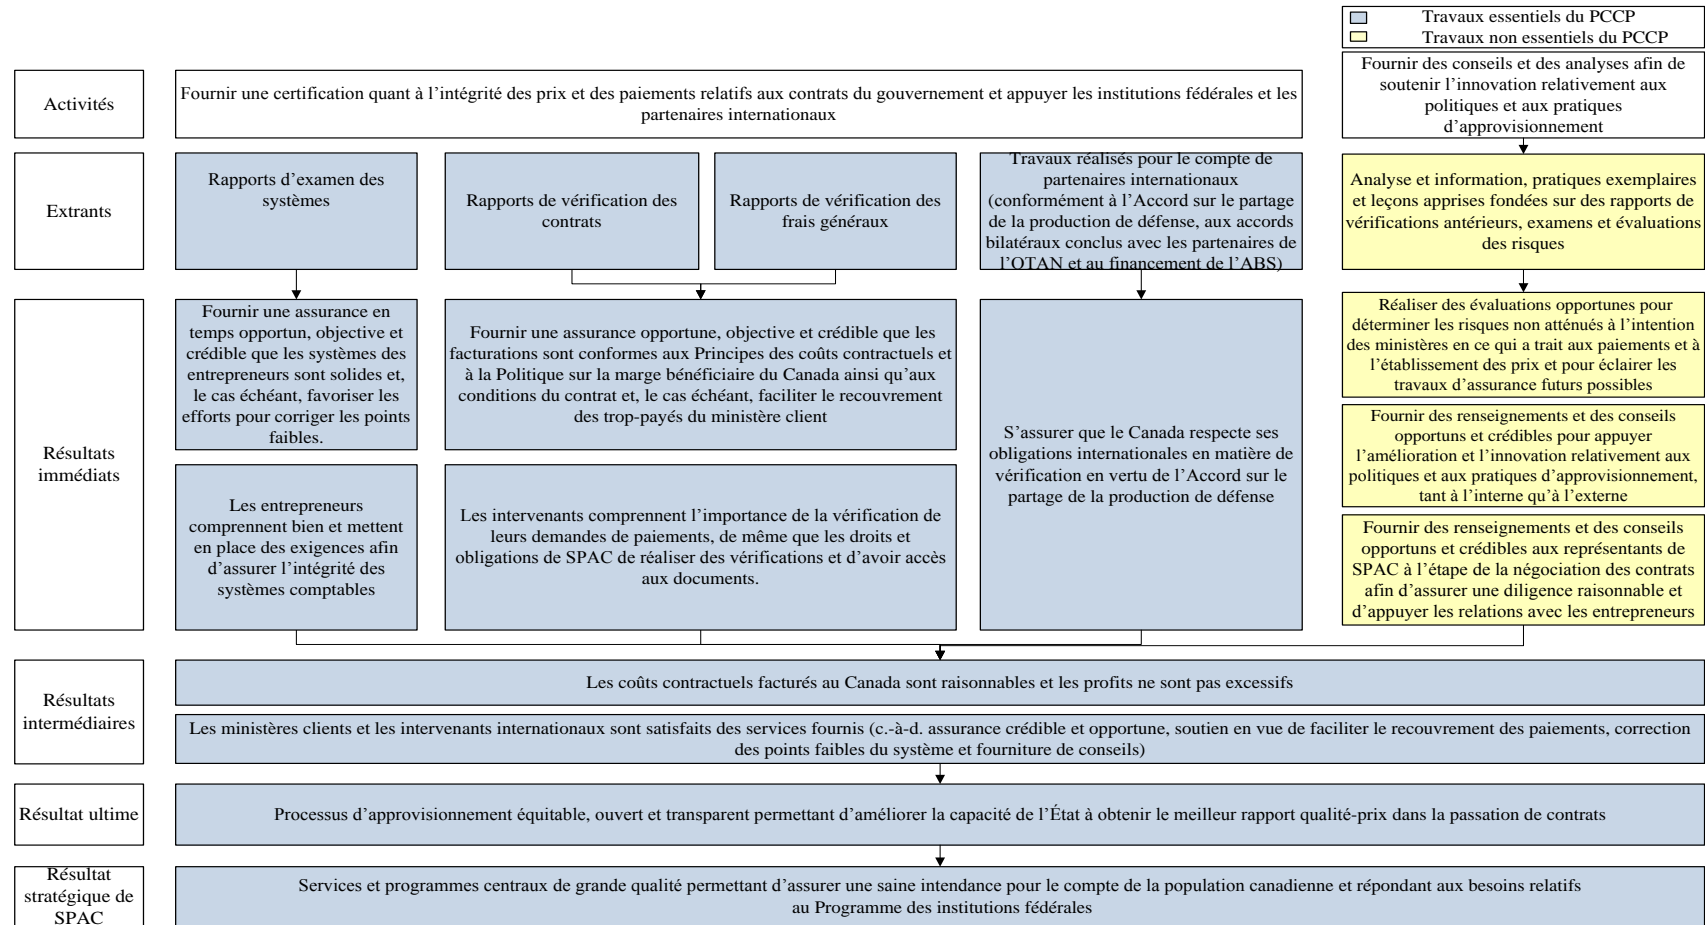 Travaux essentiels du PCCP
Travaux non essentiels du PCCP
Activités
Fournir une certification quant à l’intégrité des prix et des paiements relatifs aux contrats du gouvernement et appuyer les institutions fédérales et les
partenaires internationaux
Fournir des conseils et des analyses afin de
soutenir l’innovation relativement aux
politiques et aux pratiques
d’approvisionnement
Extrants
Rapports d’examen des
systèmes
Rapports de vérification des
contrats
Rapports de vérification des
frais généraux
Travaux réalisés pour le compte de
partenaires internationaux
(conformément à l’Accord sur le partage
de la production de défense, aux accords
bilatéraux conclus avec les partenaires de
l’OTAN et au financement de l’ABS)
Analyse et information, pratiques exemplaires
et leçons apprises fondées sur des rapports de
vérifications antérieurs, examens et évaluations
des risques
Résultats
immédiats
Fournir une assurance en
temps opportun, objective et
crédible que les systèmes des
entrepreneurs sont solides et,
le cas échéant, favoriser les
efforts pour corriger les points
faibles.
Fournir une assurance opportune, objective et crédible que les
facturations sont conformes aux Principes des coûts contractuels et
à la Politique sur la marge bénéficiaire du Canada ainsi qu’aux
conditions du contrat et, le cas échéant, faciliter le recouvrement
des trop-payés du ministère client
S’assurer que le Canada respecte ses
obligations internationales en matière de
vérification en vertu de l’Accord sur le
partage de la production de défense
Réaliser des évaluations opportunes pour
déterminer les risques non atténués à l’intention
des ministères en ce qui a trait aux paiements et à
l’établissement des prix et pour éclairer les
travaux d’assurance futurs possibles
Fournir des renseignements et des conseils
opportuns et crédibles pour appuyer
l’amélioration et l’innovation relativement aux
politiques et aux pratiques d’approvisionnement,
tant à l’interne qu’à l’externe
Les entrepreneurs
comprennent bien et mettent
en place des exigences afin
d’assurer l’intégrité des
systèmes comptables
Les intervenants comprennent l’importance de la vérification de
leurs demandes de paiements, de même que les droits et
obligations de SPAC de réaliser des vérifications et d’avoir accès
aux documents.
Fournir des renseignements et des conseils
opportuns et crédibles aux représentants de
SPAC à l’étape de la négociation des contrats
afin d’assurer une diligence raisonnable et
d’appuyer les relations avec les entrepreneurs
Résultats
intermédiaires
Les coûts contractuels facturés au Canada sont raisonnables et les profits ne sont pas excessifs
Les ministères clients et les intervenants internationaux sont satisfaits des services fournis (c.-à-d. assurance crédible et opportune, soutien en vue de faciliter le recouvrement des paiements, correction
des points faibles du système et fourniture de conseils)
Résultat ultime
Processus d’approvisionnement équitable, ouvert et transparent permettant d’améliorer la capacité de l’État à obtenir le meilleur rapport qualité-prix dans la passation de contrats
Résultat
stratégique de
SPAC
Services et programmes centraux de grande qualité permettant d’assurer une saine intendance pour le compte de la population canadienne et répondant aux besoins relatifs
au Programme des institutions fédérales